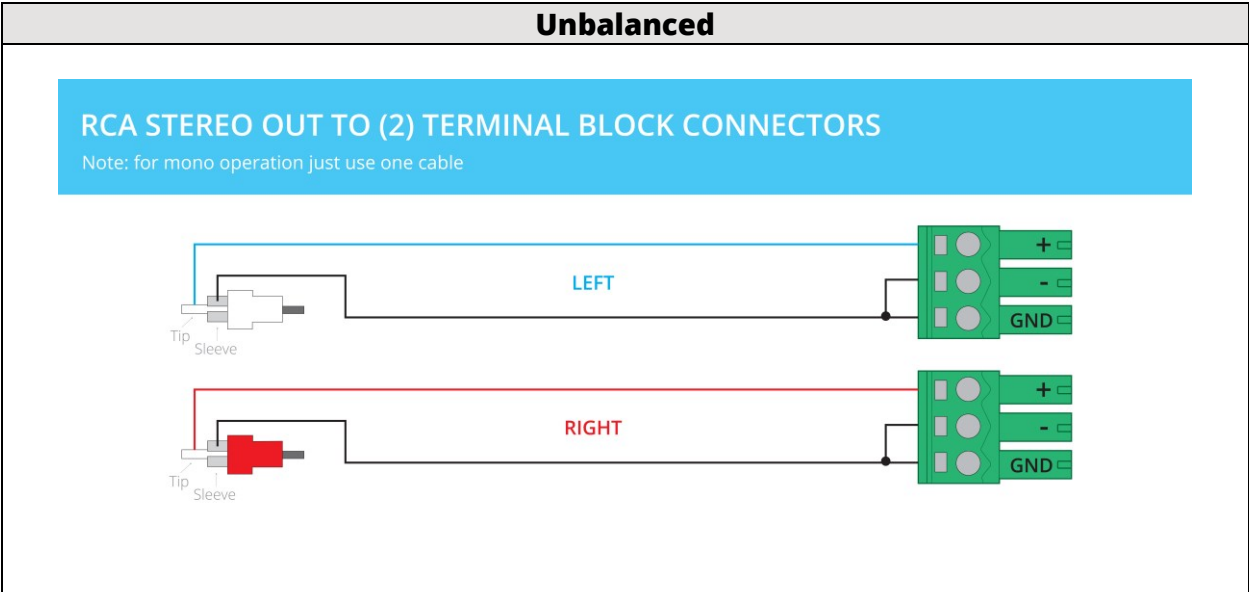 Unbalanced
RCA STEREO OUT TO (2) TERMINAL BLOCK CONNECTORS
Note: for mono operation just use one cable
LEFT
+
-
GND
Tip
Sleeve
RIGHT
+
-
GND
Tip
Sleeve